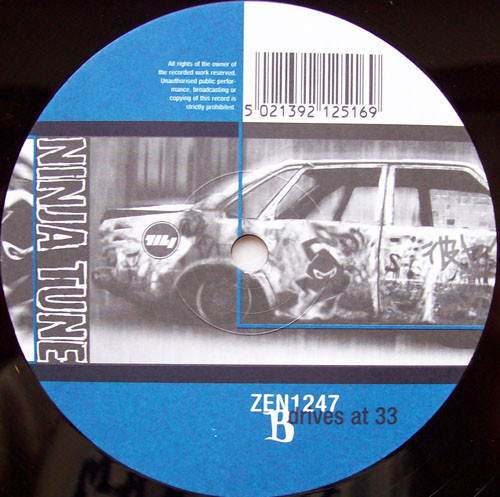 All rights of the owner of
the recorded work reserved.
Unauthorised public perfor-
mance, broadcasting or
copying of this record is
strictly prohibited.
5 021392 125169
NINJA TUNE
ZEN1247
B drives at 33